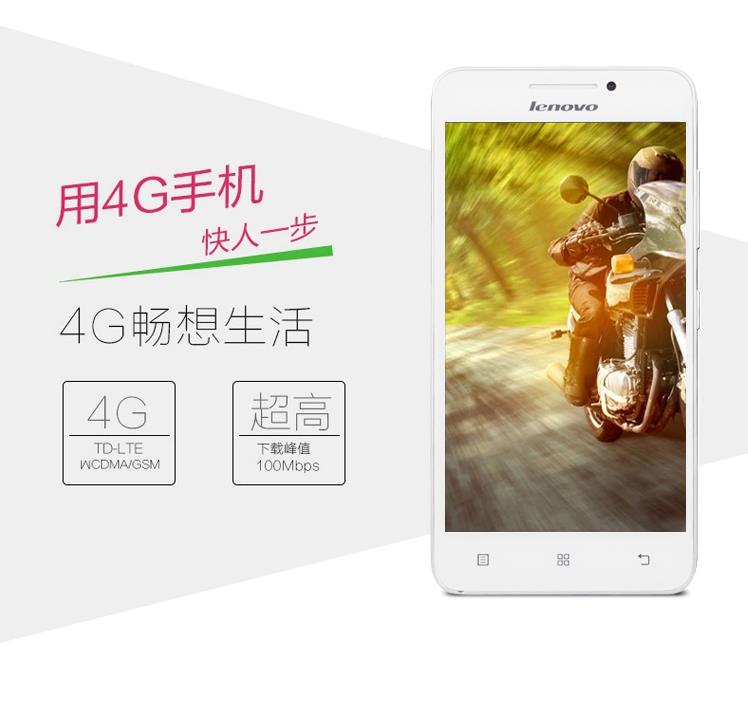 lenovo
用4G手机
快人一步
4G畅想生活
4G
TD-LTE
WCDMA/GSM
超高
下载峰值
100Mbps